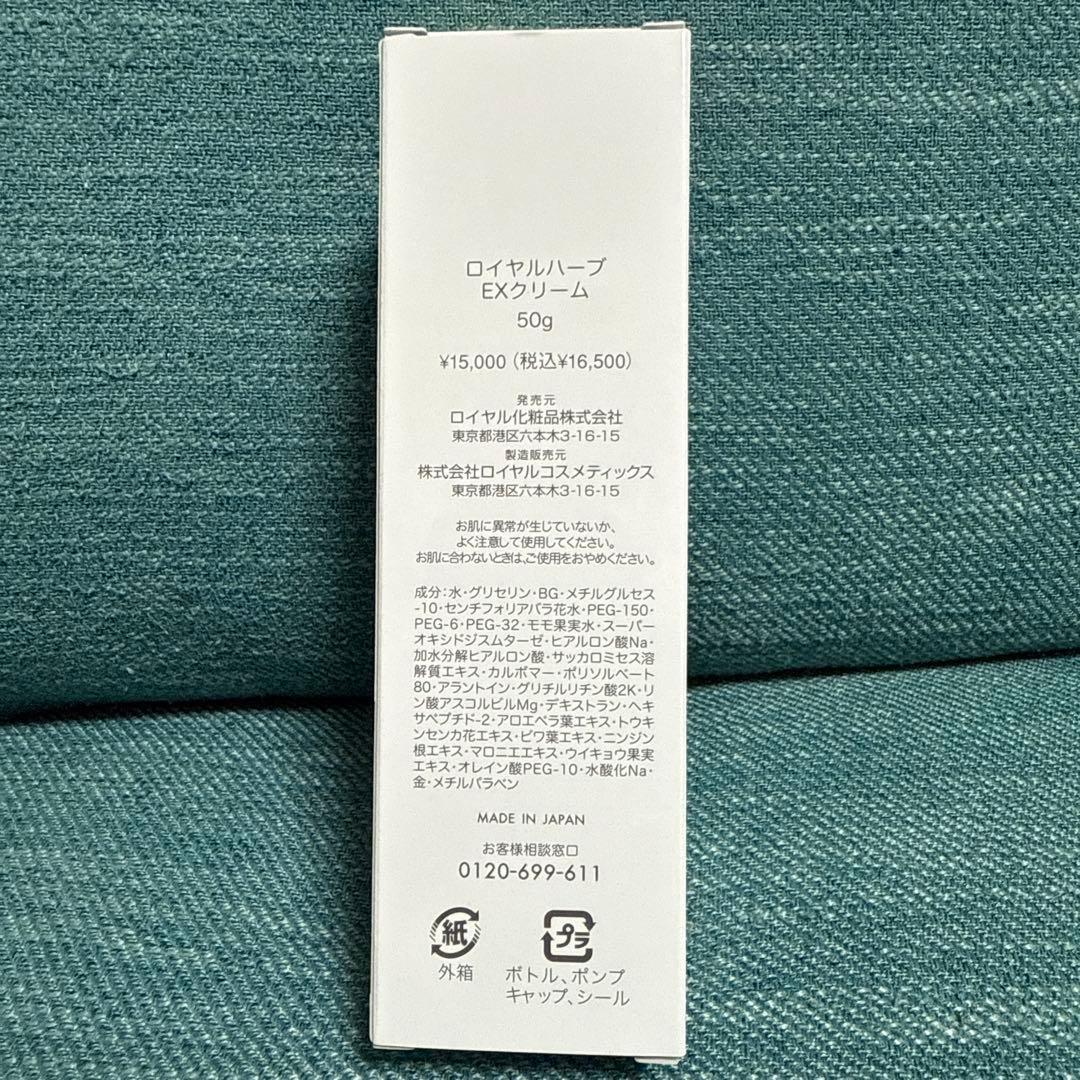 ロイヤルハーブ
EXクリーム
50g
¥15,000（税込¥16,500）
発売元
ロイヤル化粧品株式会社
東京都港区六本木3-16-15
製造販売元
株式会社ロイヤルコスメティックス
東京都港区六本木3-16-15
お肌に異常が生じていないか、
よく注意して使用してください。
お肌に合わないときは、ご使用をおやめください。
成分：水・グリセリン・BG・メチルグルセス
-10・センチフォリアバラ花水・PEG-150・
PEG-6・PEG-32・モモ果実水・スーパー
オキシドジスムターゼ・ヒアルロン酸Na・
加水分解ヒアルロン酸・サッカロミセス溶
解質エキス・カルボマー・ポリソルベート
80・アラントイン・グリチルリチン酸2K・リ
ン酸アスコルビルMg・デキストラン・ヘキ
サペプチド-2・アロエベラ葉エキス・トウキ
ンセンカ花エキス・ビワ葉エキス・ニンジン
根エキス・マロニエエキス・ウイキョウ果実
エキス・オレイン酸PEG-10・水酸化Na・
金・メチルパラベン
MADE IN JAPAN
お客様相談窓口
0120-699-611
紙
プラ
外箱
ボトル、ポンプ
キャップ、シール